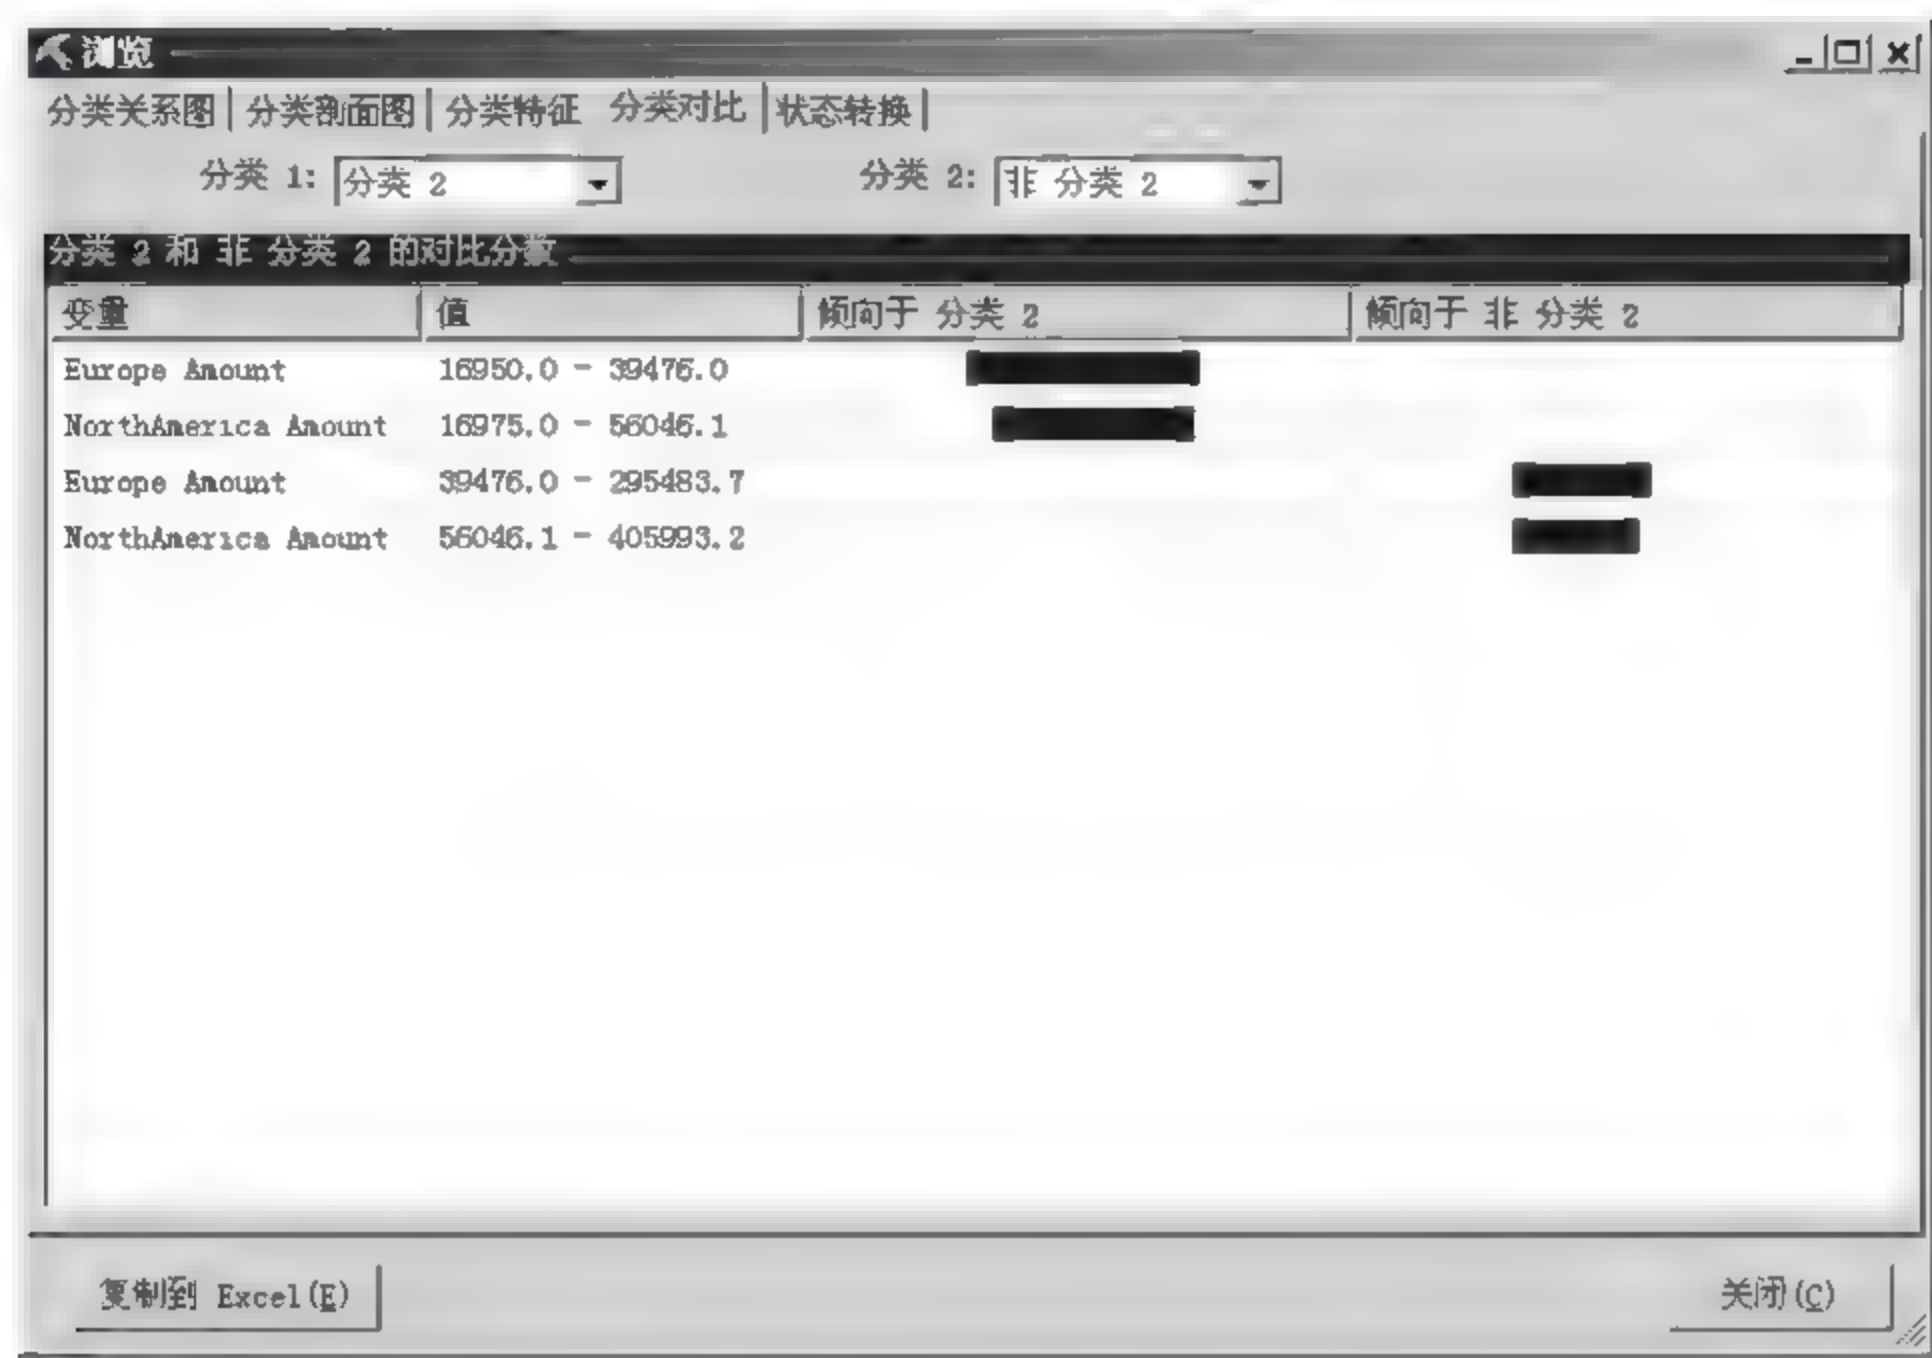 浏览
分类关系图 分类剖面图 分类特征 分类对比 状态转换
分类 1: 分类 2 分类 2: 非 分类 2
分类 2 和 非 分类 2 的对比分数
变量 值 倾向于 分类 2 倾向于 非 分类 2
Europe Amount 16950.0 - 39476.0
NorthAmerica Amount 16975.0 - 56046.1
Europe Amount 39476.0 - 295483.7
NorthAmerica Amount 56046.1 - 405993.2
复制到 Excel(E) 关闭(C)